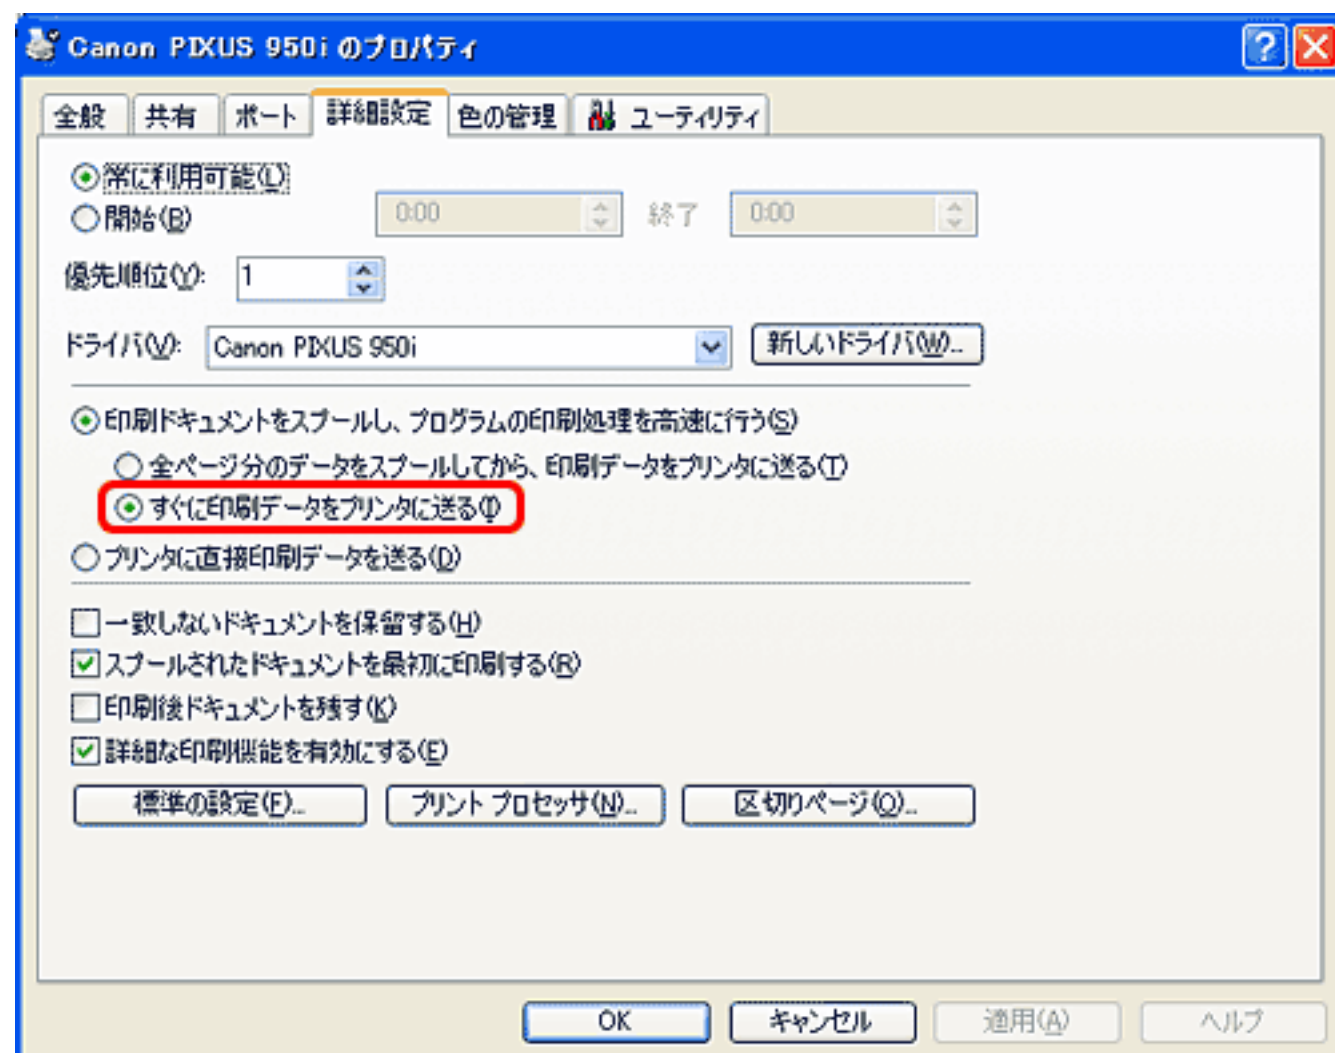 Canon PIXUS 950i のプロパティ
全般 共有 ポート 詳細設定 色の管理 ユーティリティ
常に利用可能(L)
開始(B) 0:00 終了 0:00
優先順位(Y): 1
ドライバ(V): Canon PIXUS 950i 新しいドライバ(W)...
印刷ドキュメントをスプールし、プログラムの印刷処理を高速に行う(S)
全ページ分のデータをスプールしてから、印刷データをプリンタに送る(T)
すぐに印刷データをプリンタに送る(I)
プリンタに直接印刷データを送る(D)
一致しないドキュメントを保留する(H)
スプールされたドキュメントを最初に印刷する(R)
印刷後ドキュメントを残す(K)
詳細な印刷機能を有効にする(E)
標準の設定(F)... プリント プロセッサ(N)... 区切りページ(O)...
OK キャンセル 適用(A) ヘルプ